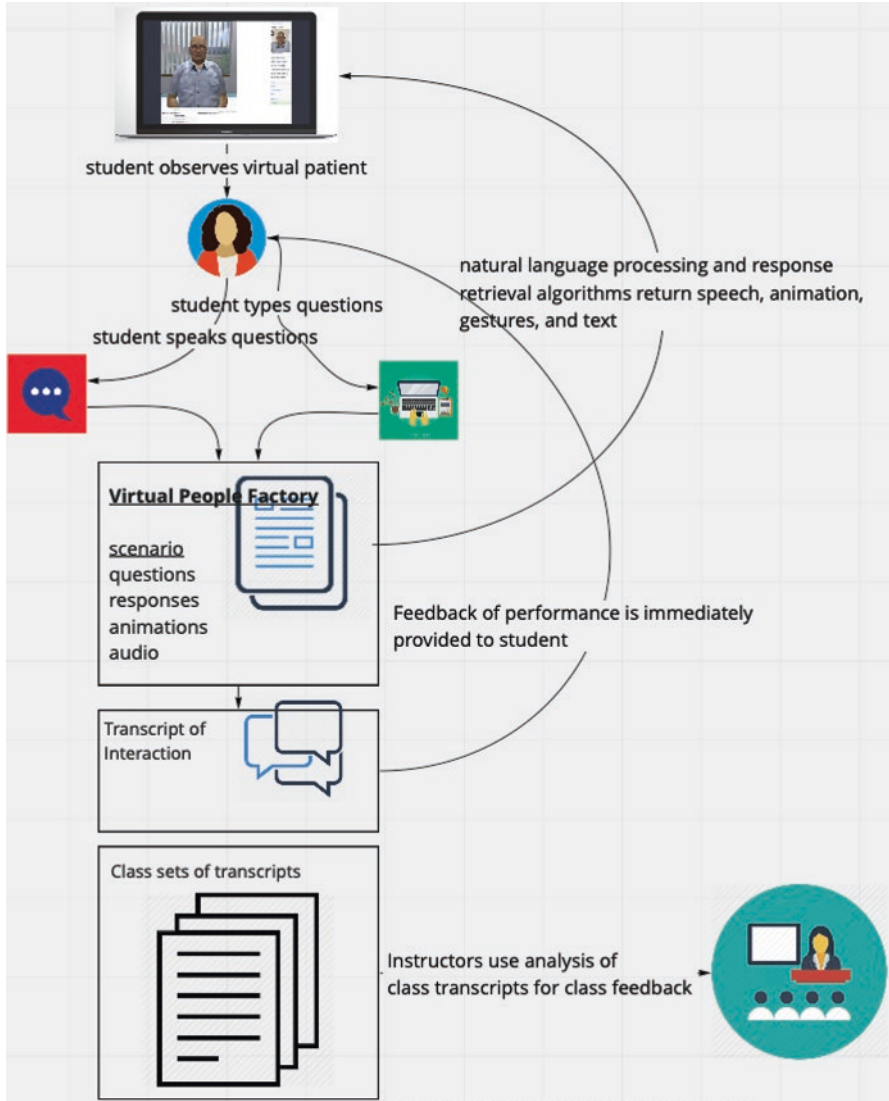 student observes virtual patient
student types questions
student speaks questions
natural language processing and response
retrieval algorithms return speech, animation,
gestures, and text
Virtual People Factory
scenario
questions
responses
animations
audio
Feedback of performance is immediately
provided to student
Transcript of
Interaction
Class sets of transcripts
Instructors use analysis of
class transcripts for class feedback